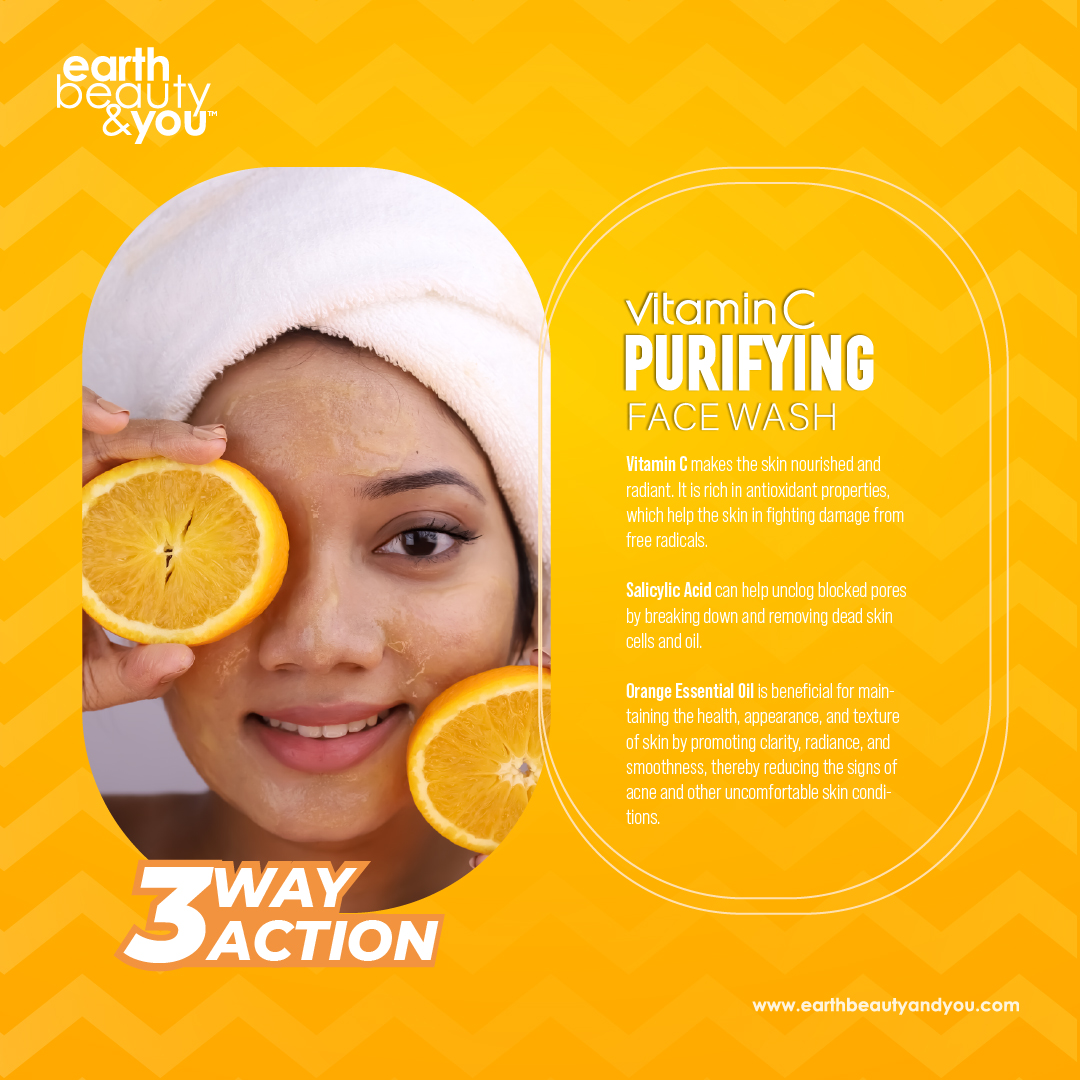 earth
beauty
&you™
vitamin C
PURIFYING
FACE WASH
Vitamin C makes the skin nourished and
radiant. It is rich in antioxidant properties,
which help the skin in fighting damage from
free radicals.
Salicylic Acid can help unclog blocked pores
by breaking down and removing dead skin
cells and oil.
Orange Essential Oil is beneficial for main-
taining the health, appearance, and texture
of skin by promoting clarity, radiance, and
smoothness, thereby reducing the signs of
acne and other uncomfortable skin condi-
tions.
3 WAY
ACTION
www.earthbeautyandyou.com